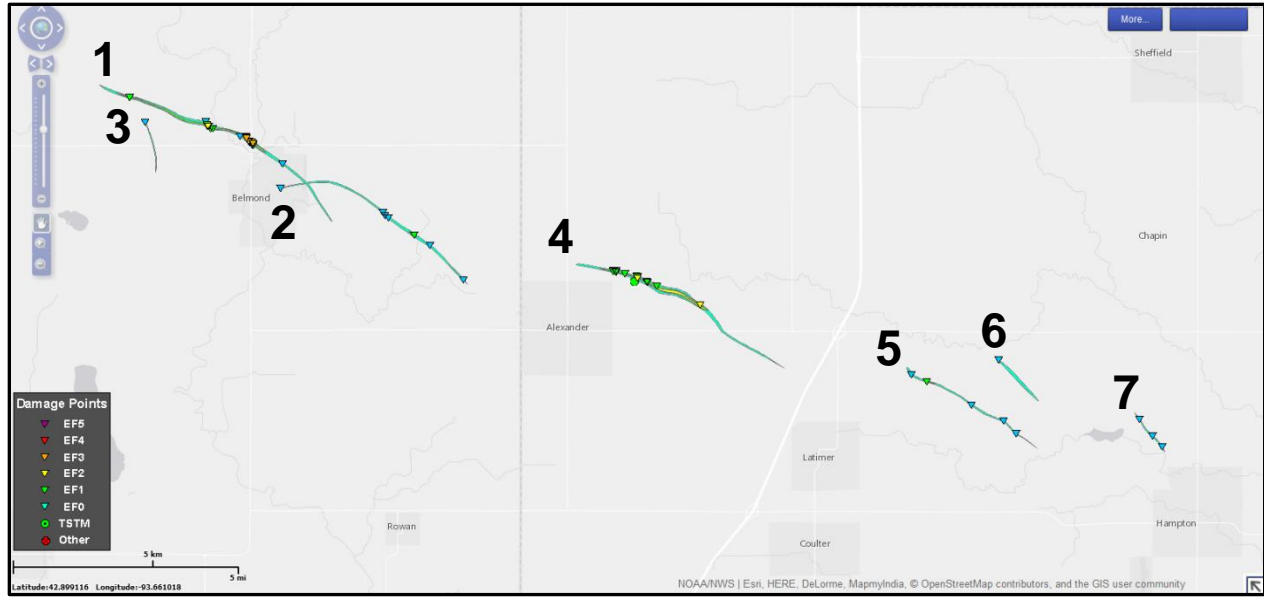 More...
Sheffield
1
3
Belmond
2
4
Chapin
Alexander
5
6
7
Damage Points
EF5
EF4
EF3
EF2
EF1
EF0
TSTM
Other
Latimer
Rowan
Hampton
Coulter
5 km
5 mi
Latitude:42.899116 Longitude:-93.661018
NOAA/NWS | Esri, HERE, DeLorme, MapmyIndia, © OpenStreetMap contributors, and the GIS user community